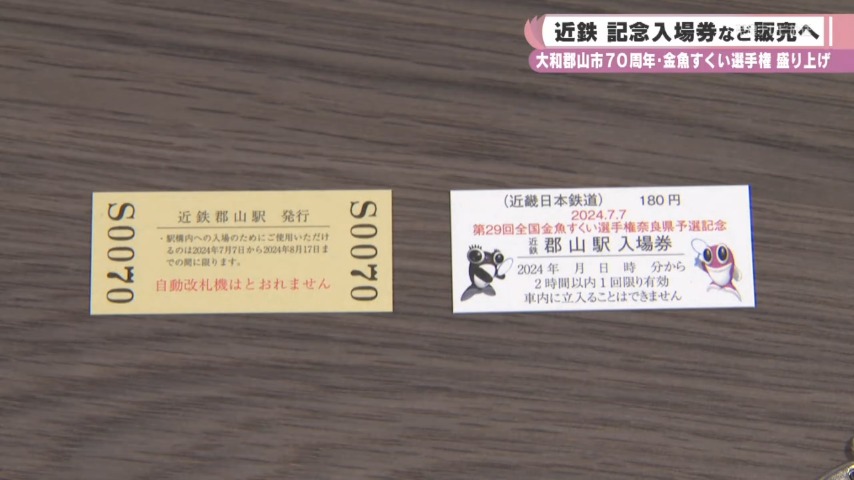 近鉄 記念入場券など販売へ
大和郡山市70周年・金魚すくい選手権 盛り上げ
S0070
近鉄郡山駅 発行
・駅構内への入場のためにご使用いただけ
るのは2024年7月7日から2024年8月17日ま
での間に限ります。
自動改札機はとおれません
S0070
(近畿日本鉄道) 180円
2024.7.7
第29回全国金魚すくい選手権奈良県予選記念
近鉄 郡山駅 入場券
2024年 月 日 時 分から
2時間以内1回限り有効
車内に立入ることはできません